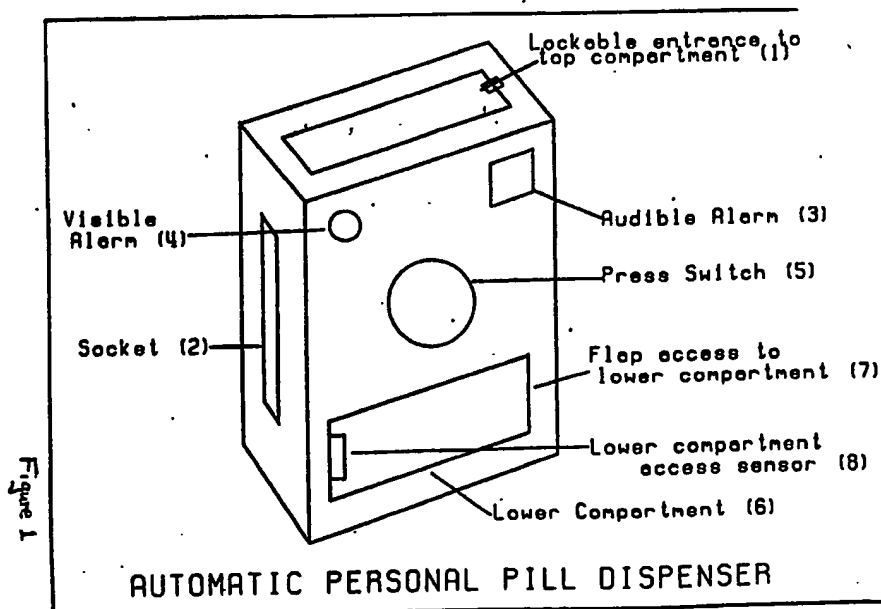 Lockable entrance to
top compartment (1)
Visible
Alarm (4)
Audible Alarm (3)
Press Switch (5)
Socket (2)
Flap access to
lower compartment (7)
Lower compartment
access sensor (8)
Lower Compartment (6)
Figure 1
AUTOMATIC PERSONAL PILL DISPENSER